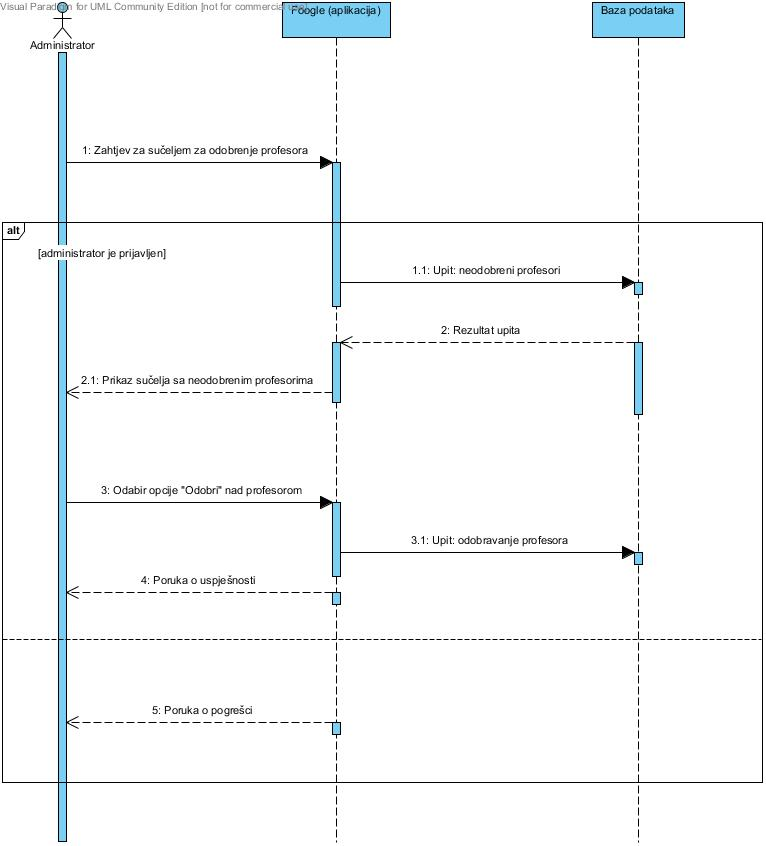 Visual Paradigm for UML Community Edition [not for commercial use]
Foogle (aplikacija)
Baza podataka
Administrator
1: Zahtjev za sučeljem za odobrenje profesora
alt
[administrator je prijavljen]
1.1: Upit: neodobreni profesori
2: Rezultat upita
2.1: Prikaz sučelja sa neodobrenim profesorima
3: Odabir opcije "Odobri" nad profesorom
3.1: Upit: odobravanje profesora
4: Poruka o uspješnosti
5: Poruka o pogrešci